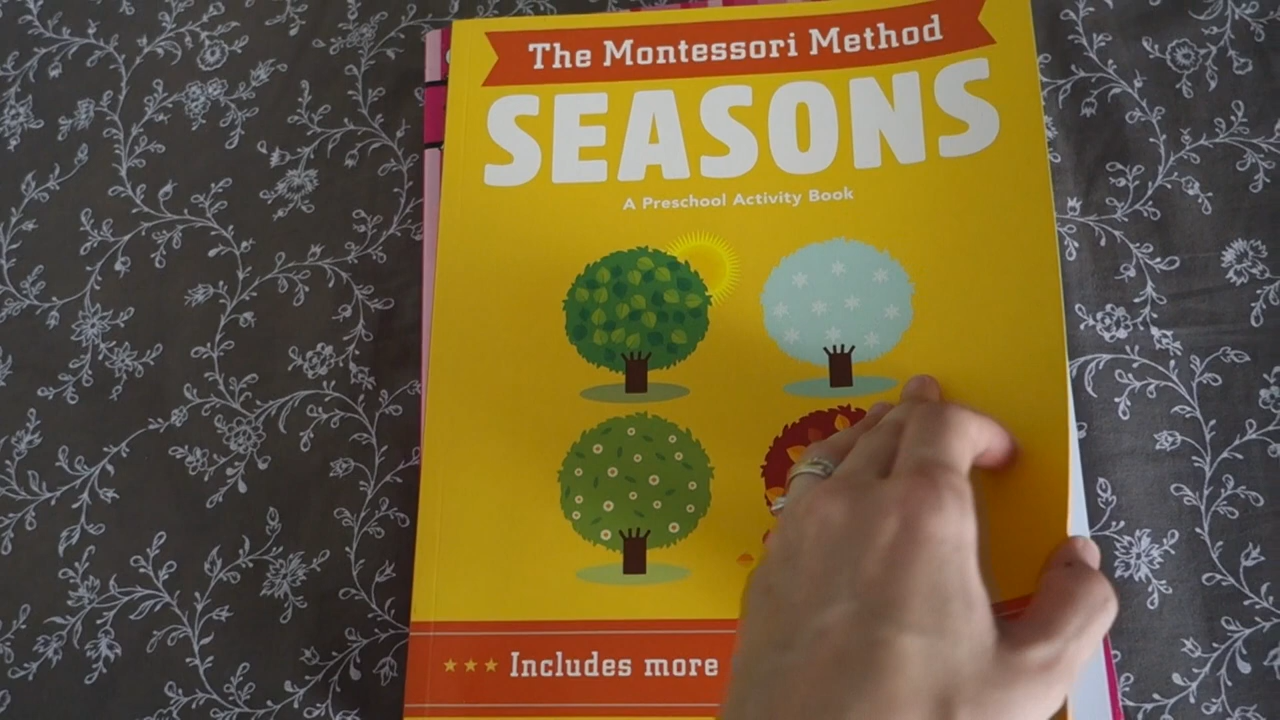 The Montessori Method
SEASONS
A Preschool Activity Book
Includes more